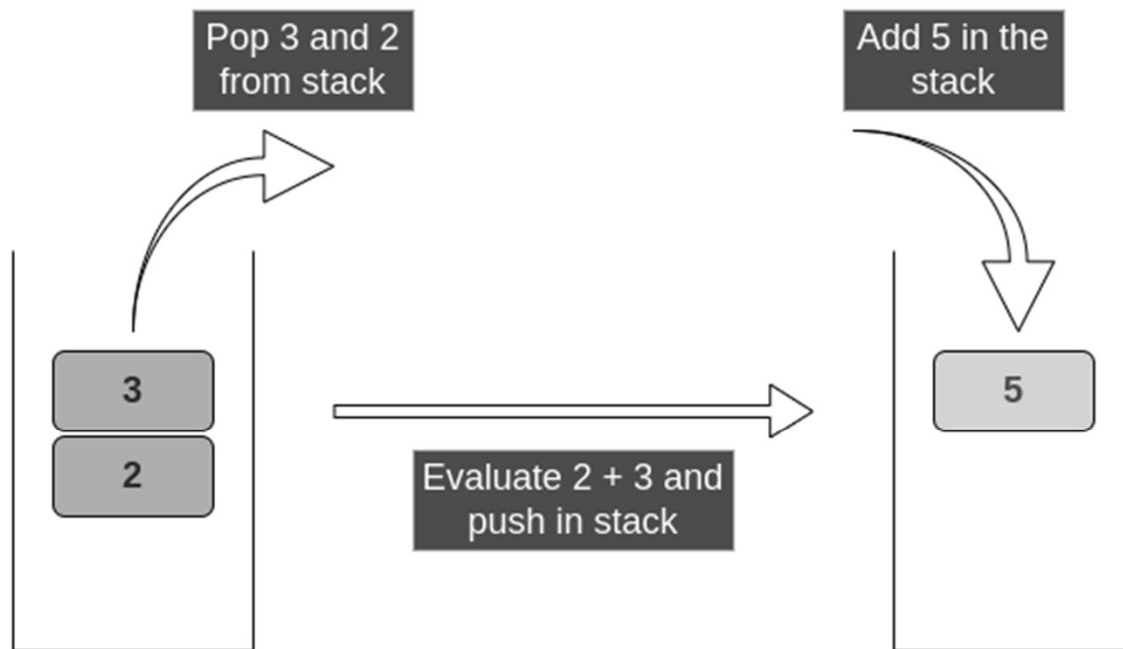 Pop 3 and 2
from stack
Add 5 in the
stack
3
5
2
Evaluate 2 + 3 and
push in stack